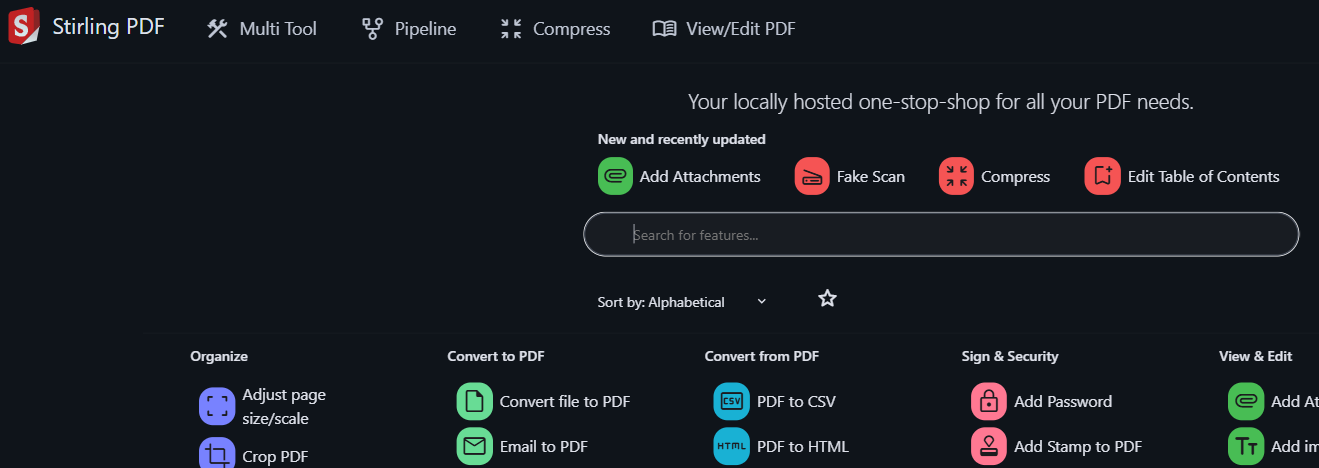 Stirling PDF Multi Tool Pipeline Compress View/Edit PDF
Your locally hosted one-stop-shop for all your PDF needs.
New and recently updated
Add Attachments Fake Scan Compress Edit Table of Contents
Search for features...
Sort by: Alphabetical
Organize Convert to PDF Convert from PDF Sign & Security View & Edit
Adjust page
size/scale
Convert file to PDF
CSV PDF to CSV
Add Password
Add At
Crop PDF
Email to PDF
HTML PDF to HTML
Add Stamp to PDF
Add im